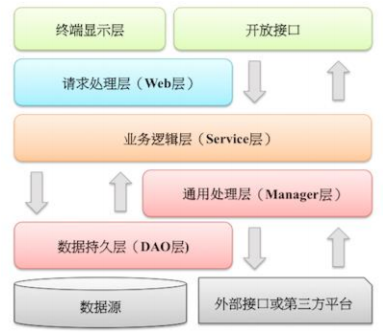 终端显示层
开放接口
请求处理层（Web层）
业务逻辑层（Service层）
通用处理层（Manager层）
数据持久层（DAO层)
数据源
外部接口或第三方平台